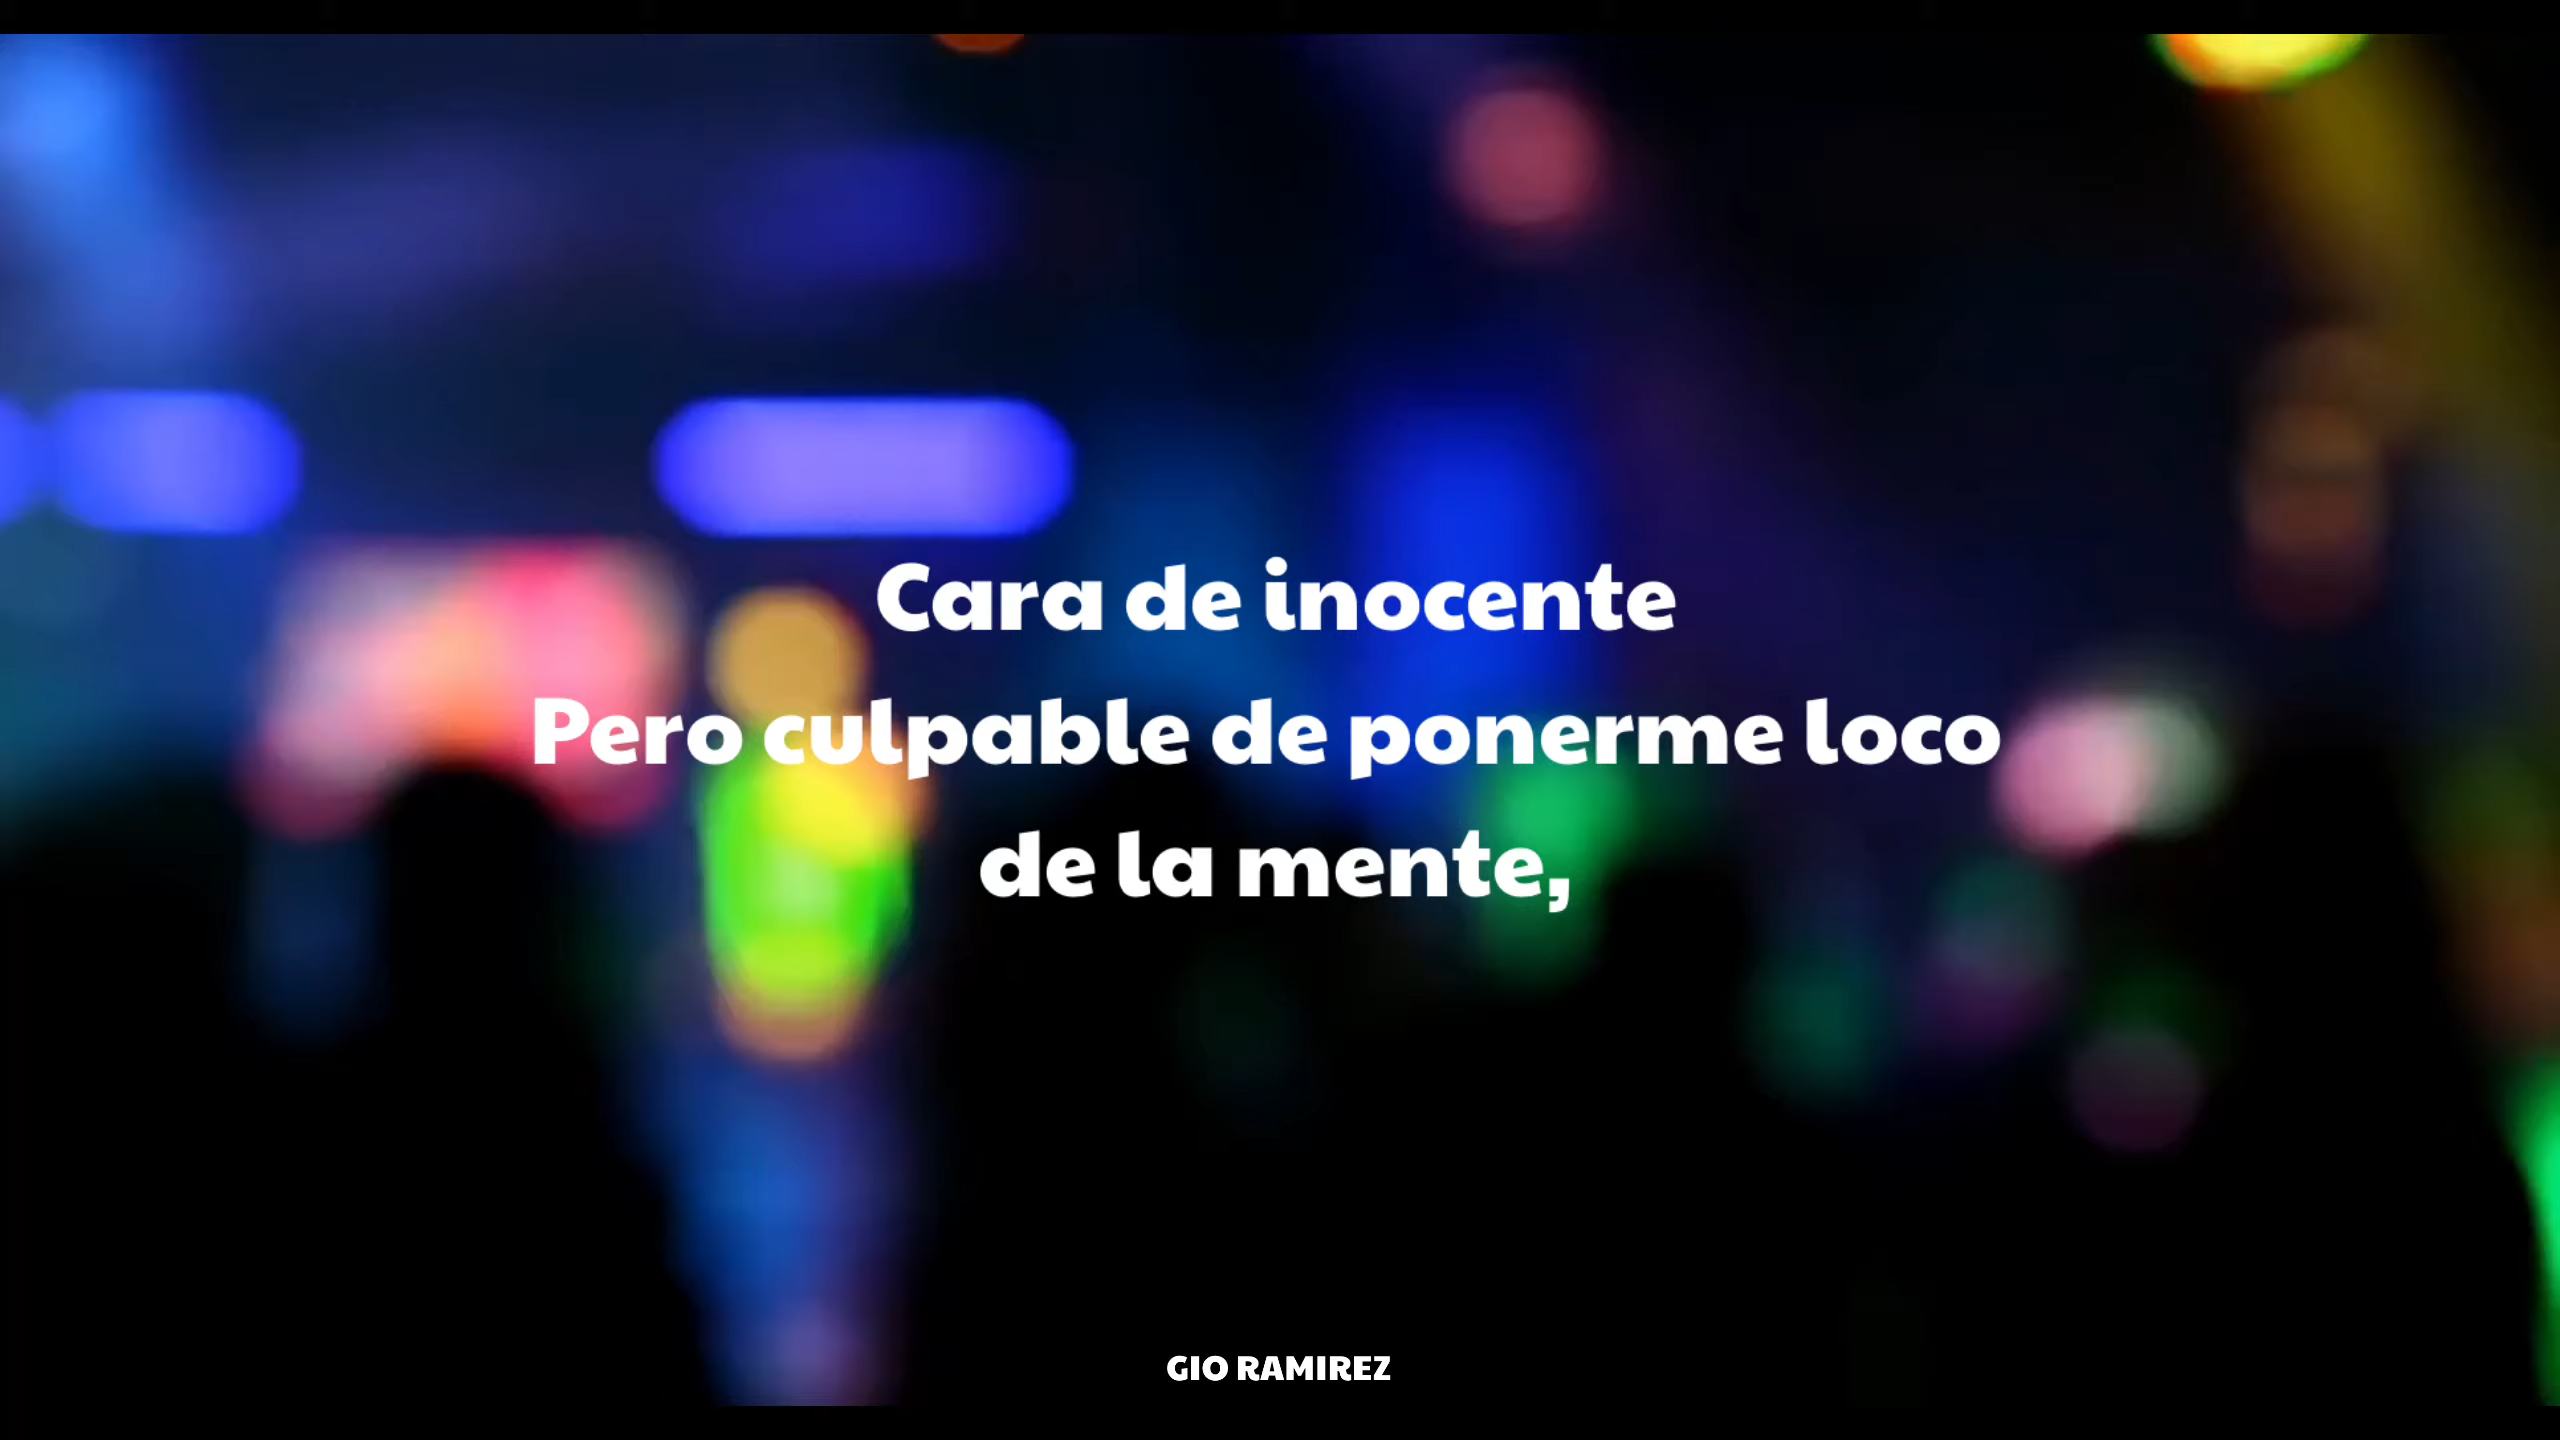 Cara de inocente
Pero culpable de ponerme loco
de la mente,
GIO RAMIREZ